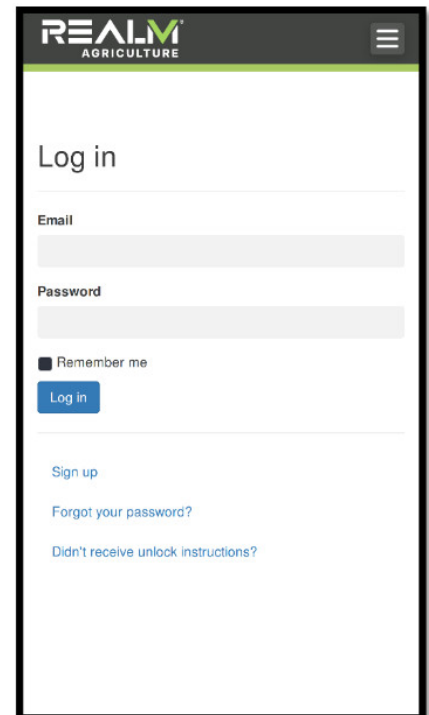 REALM
AGRICULTURE
Log in
Email
Password
Remember me
Log in
Sign up
Forgot your password?
Didn't receive unlock instructions?